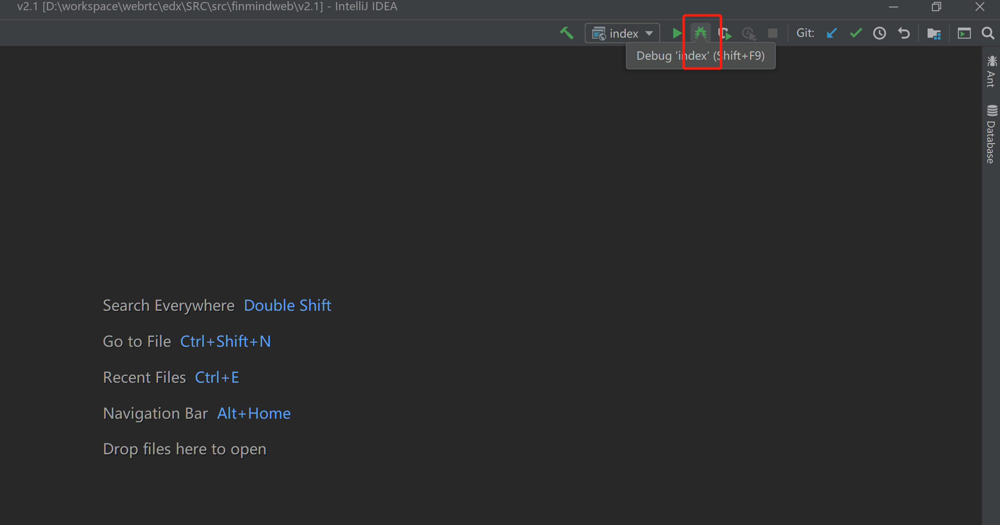 v2.1 [D:\workspace\webrtc\edx\SRC\src\finmindweb\v2.1] - IntelliJ IDEA
index
Git:
Debug 'index' (Shift+F9)
Ant
Database
Search Everywhere Double Shift
Go to File Ctrl+Shift+N
Recent Files Ctrl+E
Navigation Bar Alt+Home
Drop files here to open